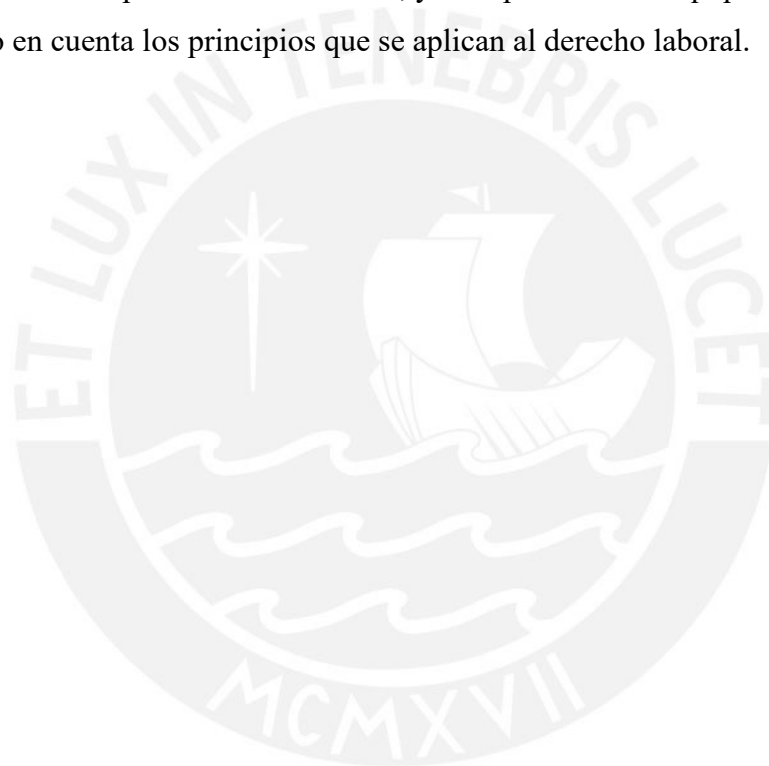 o en cuenta los principios que se aplican al derecho laboral.
ET LUX IN TENEBRIS LUCET
MCMXVII